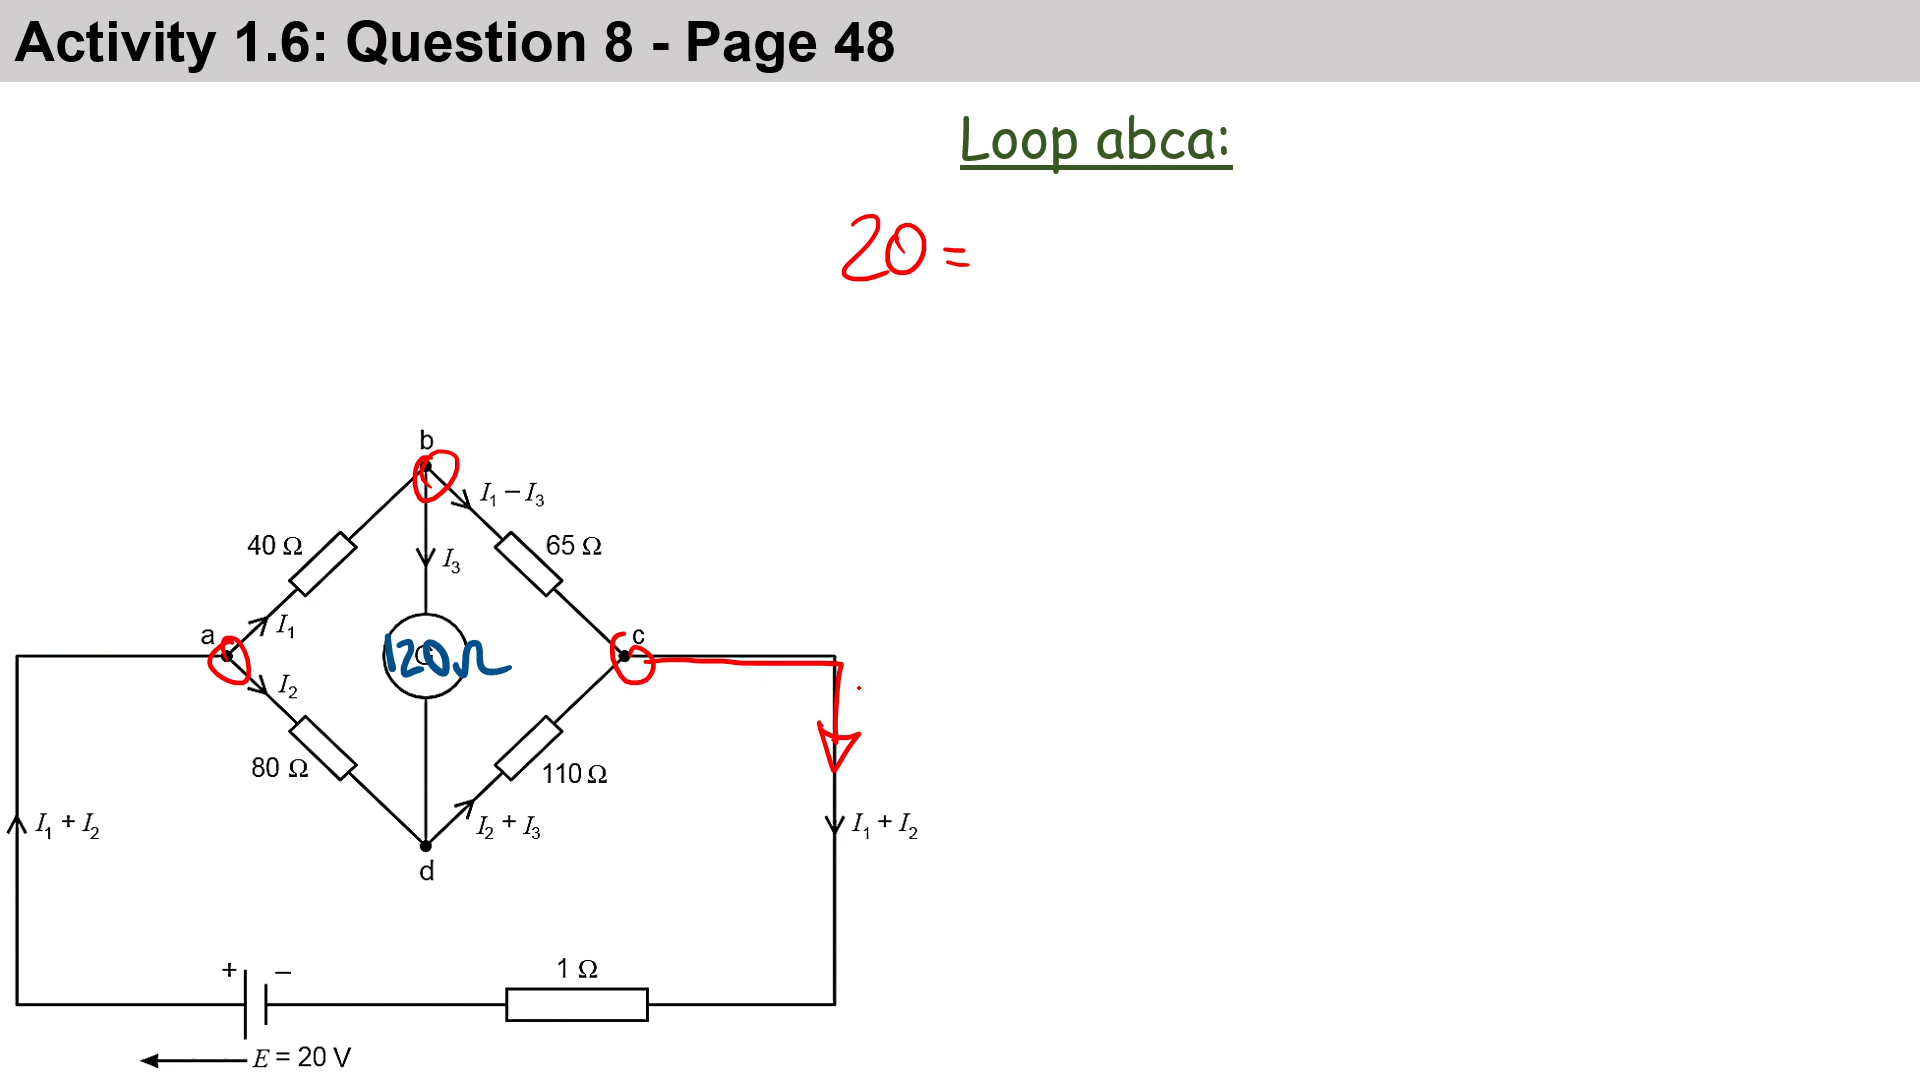 Activity 1.6: Question 8 - Page 48
Loop abca:
20 =
b
I₁ − I₃
40 Ω
65 Ω
I₃
a
I₁
120Ω
c
I₂
80 Ω
110 Ω
I₁ + I₂
I₂ + I₃
I₁ + I₂
d
+ −
1 Ω
E = 20 V